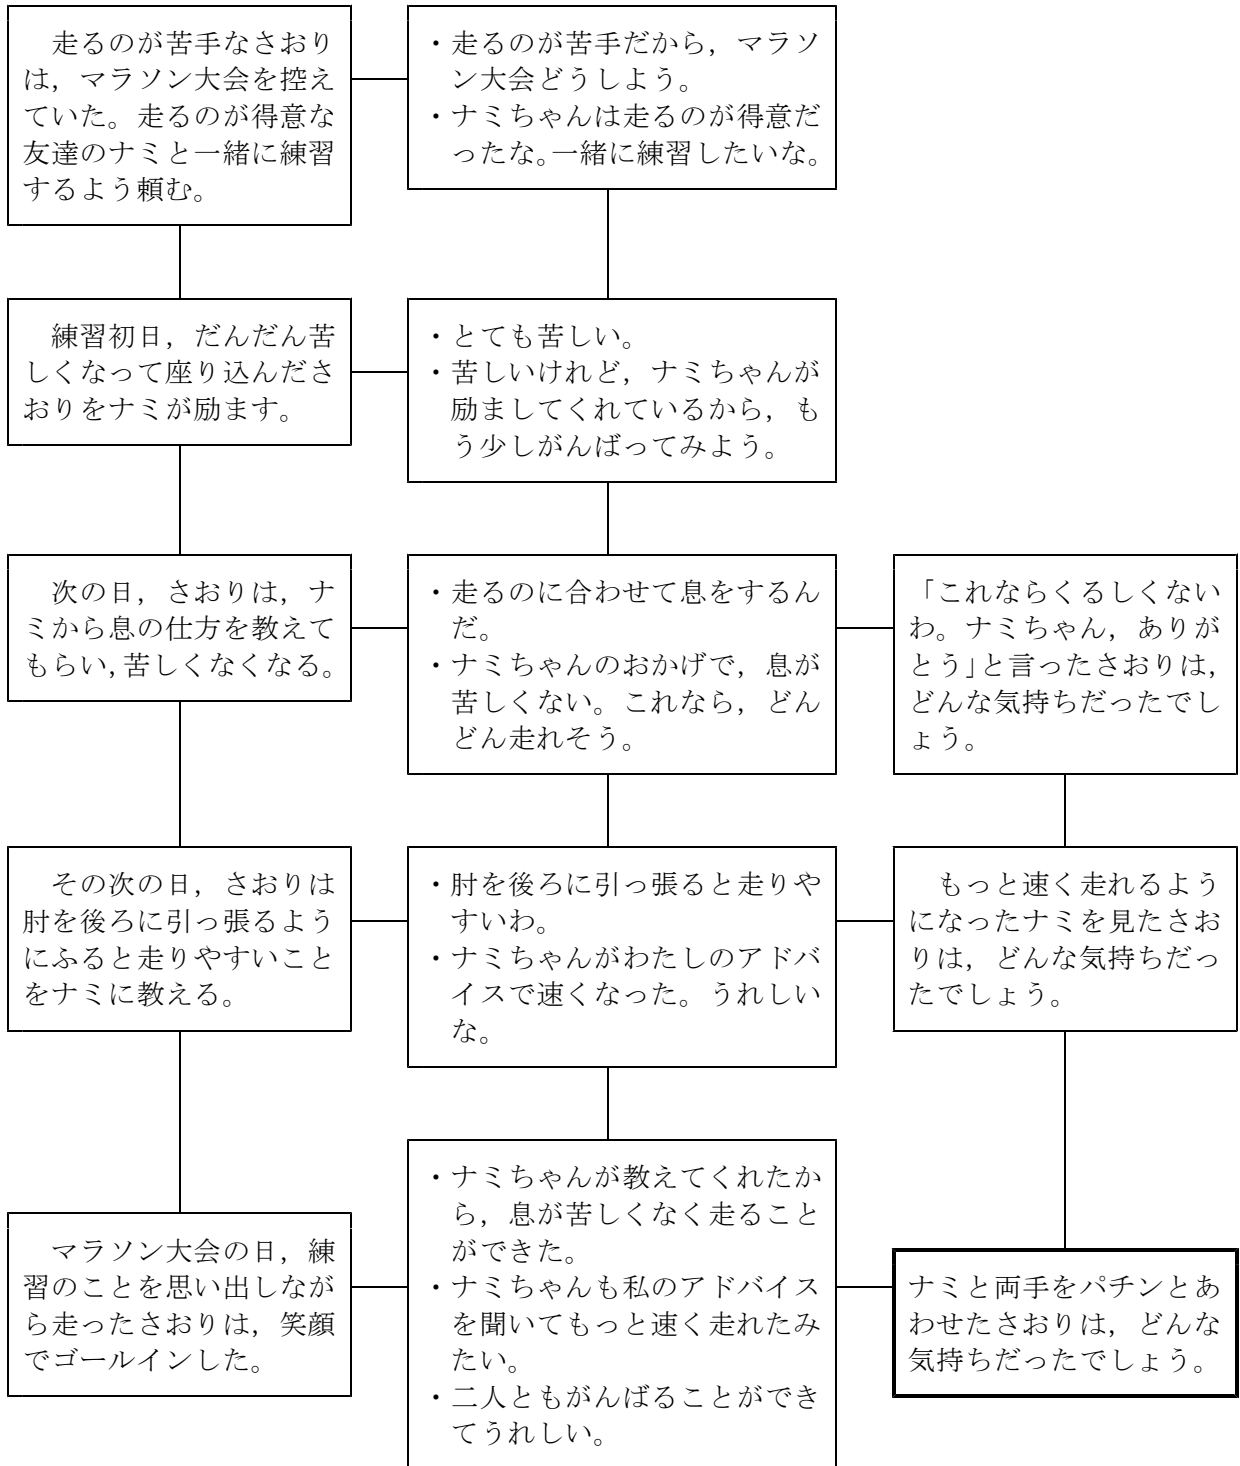 走るのが苦手なさおり
は，マラソン大会を控え
ていた。走るのが得意な
友達のナミと一緒に練習
するよう頼む。
・走るのが苦手だから，マラソ
ン大会どうしよう。
・ナミちゃんは走るのが得意だ
ったな。一緒に練習したいな。
練習初日，だんだん苦
しくなって座り込んださ
おりをナミが励ます。
・とても苦しい。
・苦しいけれど，ナミちゃんが
励ましてくれているから，も
う少しがんばってみよう。
次の日，さおりは，ナ
ミから息の仕方を教えて
もらい，苦しくなくなる。
・走るのに合わせて息をするん
だ。
・ナミちゃんのおかげで，息が
苦しくない。これなら，どん
どん走れそう。
「これならくるしくない
わ。ナミちゃん，ありが
とう」と言ったさおりは，
どんな気持ちだったでし
ょう。
その次の日，さおりは
肘を後ろに引っ張るよう
にふると走りやすいこと
をナミに教える。
・肘を後ろに引っ張ると走りや
すいわ。
・ナミちゃんがわたしのアドバ
イスで速くなった。うれしい
な。
もっと速く走れるよう
になったナミを見たさお
りは，どんな気持ちだっ
たでしょう。
マラソン大会の日，練
習のことを思い出しなが
ら走ったさおりは，笑顔
でゴールインした。
・ナミちゃんが教えてくれたか
ら，息が苦しくなく走ること
ができた。
・ナミちゃんも私のアドバイス
を聞いてもっと速く走れたみ
たい。
・二人ともがんばることができ
てうれしい。
ナミと両手をパチンとあ
わせたさおりは，どんな
気持ちだったでしょう。